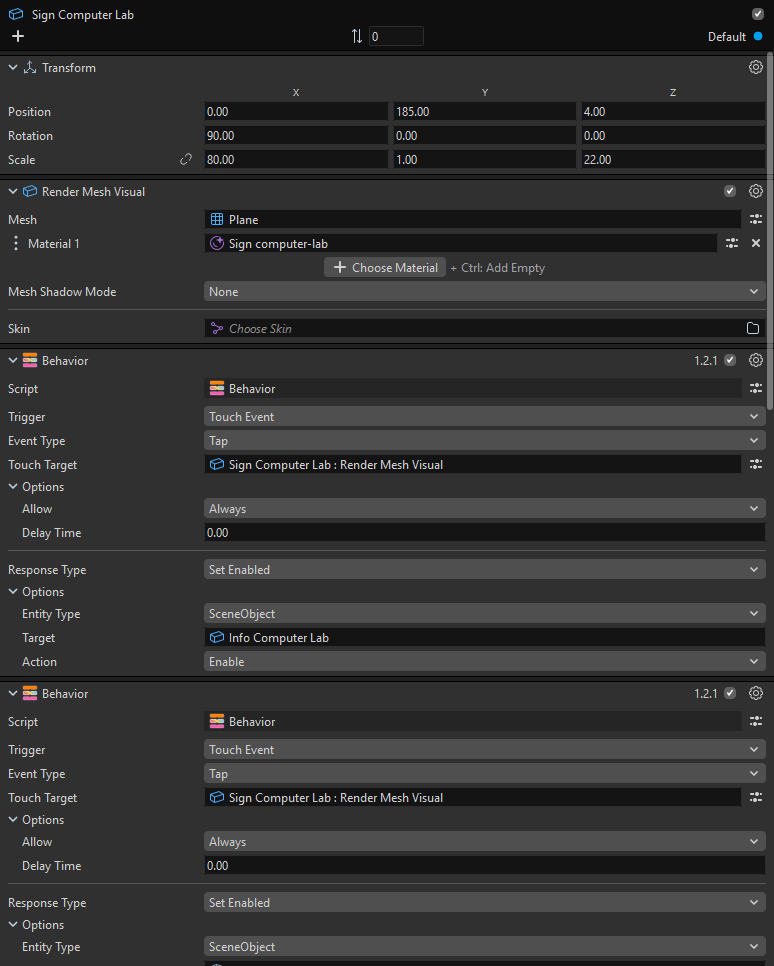 Sign Computer Lab
0
Default
Transform
X Y Z
Position 0.00 185.00 4.00
Rotation 90.00 0.00 0.00
Scale 80.00 1.00 22.00
Render Mesh Visual
Mesh Plane
Material 1 Sign computer-lab
+ Choose Material + Ctrl: Add Empty
Mesh Shadow Mode None
Skin Choose Skin
Behavior 1.2.1
Script Behavior
Trigger Touch Event
Event Type Tap
Touch Target Sign Computer Lab : Render Mesh Visual
Options
Allow Always
Delay Time 0.00
Response Type Set Enabled
Options
Entity Type SceneObject
Target Info Computer Lab
Action Enable
Behavior 1.2.1
Script Behavior
Trigger Touch Event
Event Type Tap
Touch Target Sign Computer Lab : Render Mesh Visual
Options
Allow Always
Delay Time 0.00
Response Type Set Enabled
Options
Entity Type SceneObject